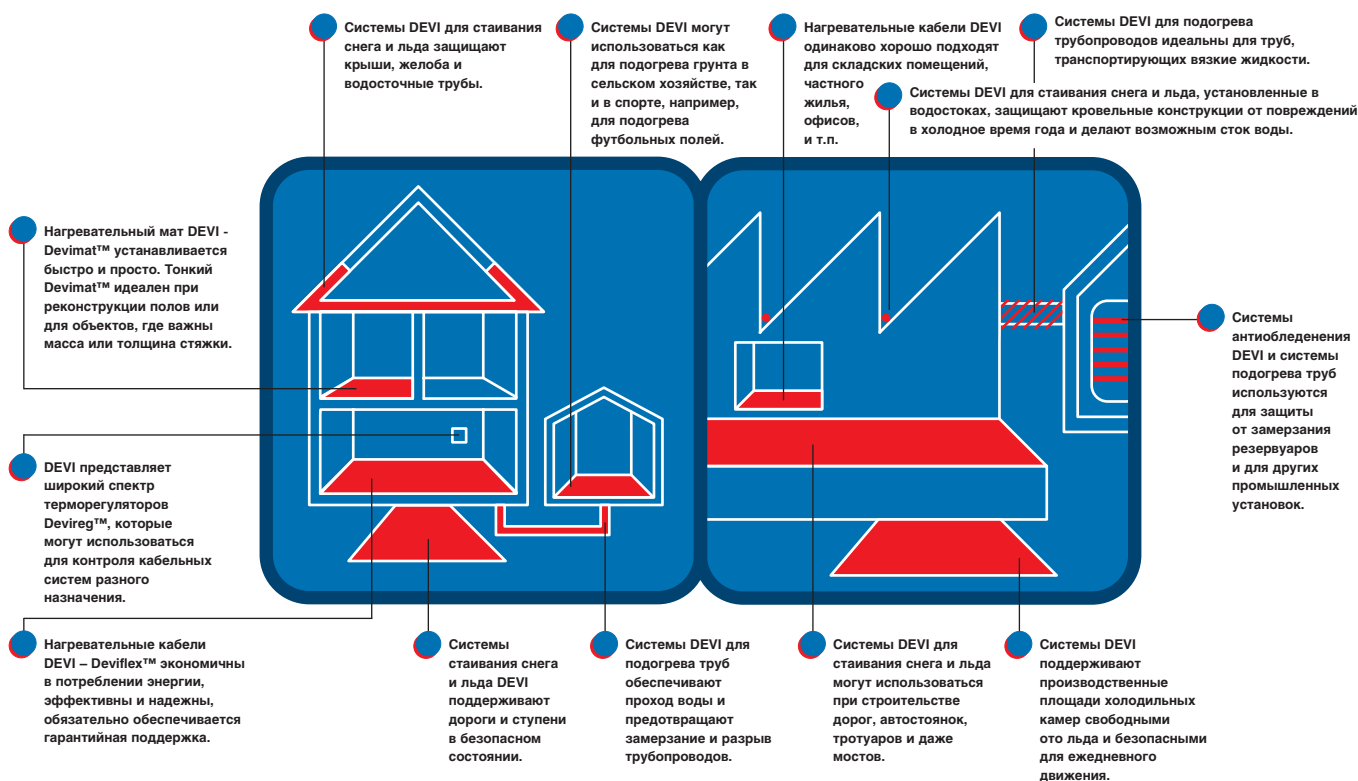 Системы DEVI для стаивания
снега и льда защищают
крыши, желоба и
водосточные трубы.
Системы DEVI могут
использоваться как
для подогрева грунта в
сельском хозяйстве, так
и в спорте, например,
для подогрева
футбольных полей.
Нагревательные кабели DEVI
одинаково хорошо подходят
для складских помещений,
частного
жилья,
офисов,
и т.п.
Системы DEVI для подогрева
трубопроводов идеальны для труб,
транспортирующих вязкие жидкости.
Системы DEVI для стаивания снега и льда, установленные в
водостоках, защищают кровельные конструкции от повреждений
в холодное время года и делают возможным сток воды.
Нагревательный мат DEVI -
Devimat™ устанавливается
быстро и просто. Тонкий
Devimat™ идеален при
реконструкции полов или
для объектов, где важны
масса или толщина стяжки.
Системы
антиобледенения
DEVI и системы
подогрева труб
используются
для защиты
от замерзания
резервуаров
и для других
промышленных
установок.
DEVI представляет
широкий спектр
терморегуляторов
Devireg™, которые
могут использоваться
для контроля кабельных
систем разного
назначения.
Нагревательные кабели
DEVI – Deviflex™ экономичны
в потреблении энергии,
эффективны и надежны,
обязательно обеспечивается
гарантийная поддержка.
Системы
стаивания снега
и льда DEVI
поддерживают
дороги и ступени
в безопасном
состоянии.
Системы DEVI для
подогрева труб
обеспечивают
проход воды и
предотвращают
замерзание и разрыв
трубопроводов.
Системы DEVI для
стаивания снега и льда
могут использоваться
при строительстве
дорог, автостоянок,
тротуаров и даже
мостов.
Системы DEVI
поддерживают
производственные
площади холодильных
камер свободными
ото льда и безопасными
для ежедневного
движения.